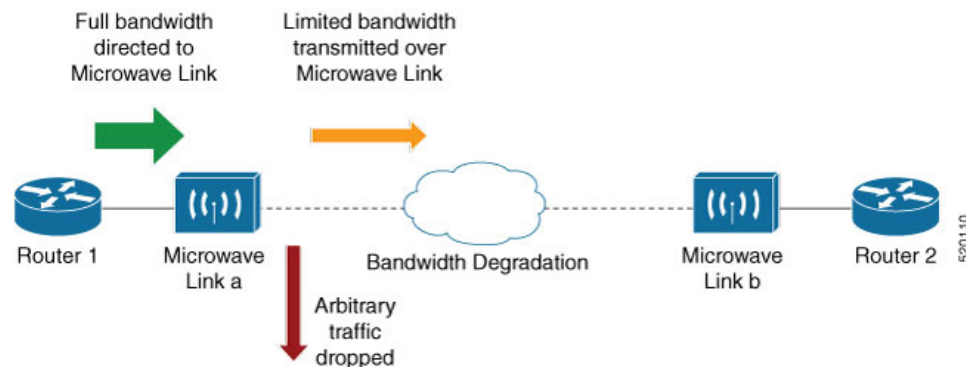 Full bandwidth
directed to
Microwave Link
Limited bandwidth
transmitted over
Microwave Link
Router 1
Microwave
Link a
Bandwidth Degradation
Microwave
Link b
Router 2
Arbitrary
traffic
dropped
520110